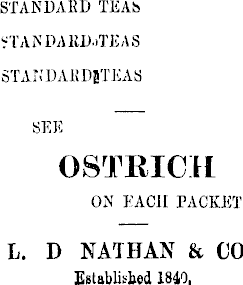 STANDARD TEAS
STANDARD TEAS
STANDARD TEAS
SEE
OSTRICH
ON EACH PACKET
L. D NATHAN & CO
Established 1840,